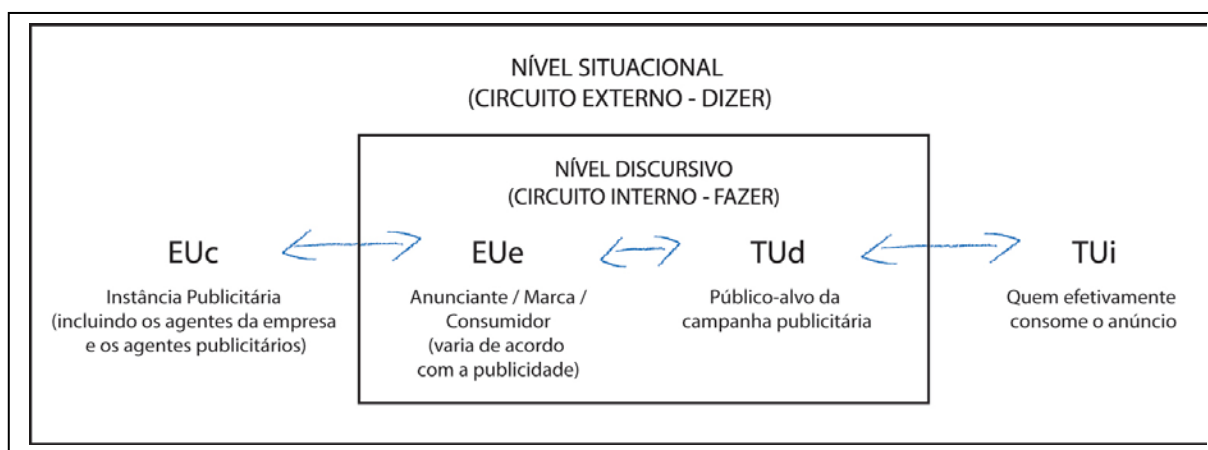 NÍVEL SITUACIONAL
(CIRCUITO EXTERNO - DIZER)
NÍVEL DISCURSIVO
(CIRCUITO INTERNO - FAZER)
EUc
Instância Publicitária
(incluindo os agentes da empresa
e os agentes publicitários)
EUe
Anunciante / Marca /
Consumidor
(varia de acordo
com a publicidade)
TUd
Público-alvo da
campanha publicitária
TUi
Quem efetivamente
consome o anúncio